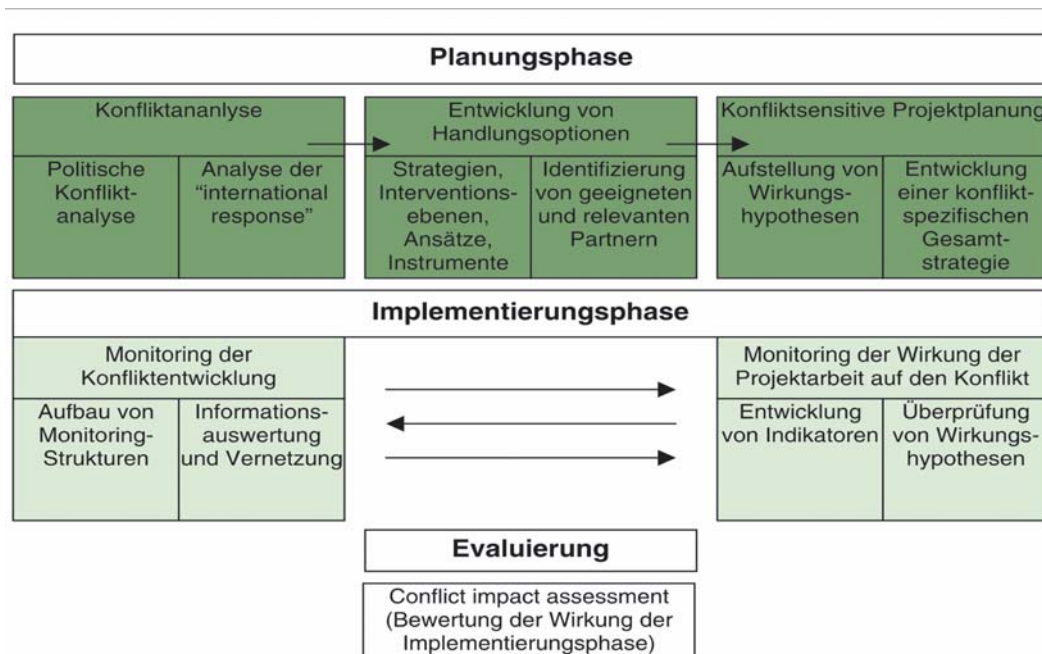 Planungsphase
Konfliktananlyse
Politische
Konflikt-
analyse
Analyse der
“international
response”
Entwicklung von
Handlungsoptionen
Strategien,
Interventions-
ebenen,
Ansätze,
Instrumente
Identifizierung
von geeigneten
und relevanten
Partnern
Konfliktsensitive Projektplanung
Aufstellung von
Wirkungs-
hypothesen
Entwicklung
einer konflikt-
spezifischen
Gesamt-
strategie
Implementierungsphase
Monitoring der
Konfliktentwicklung
Aufbau von
Monitoring-
Strukturen
Informations-
auswertung
und Vernetzung
Monitoring der Wirkung der
Projektarbeit auf den Konflikt
Entwicklung
von Indikatoren
Überprüfung
von Wirkungs-
hypothesen
Evaluierung
Conflict impact assessment
(Bewertung der Wirkung der
Implementierungsphase)